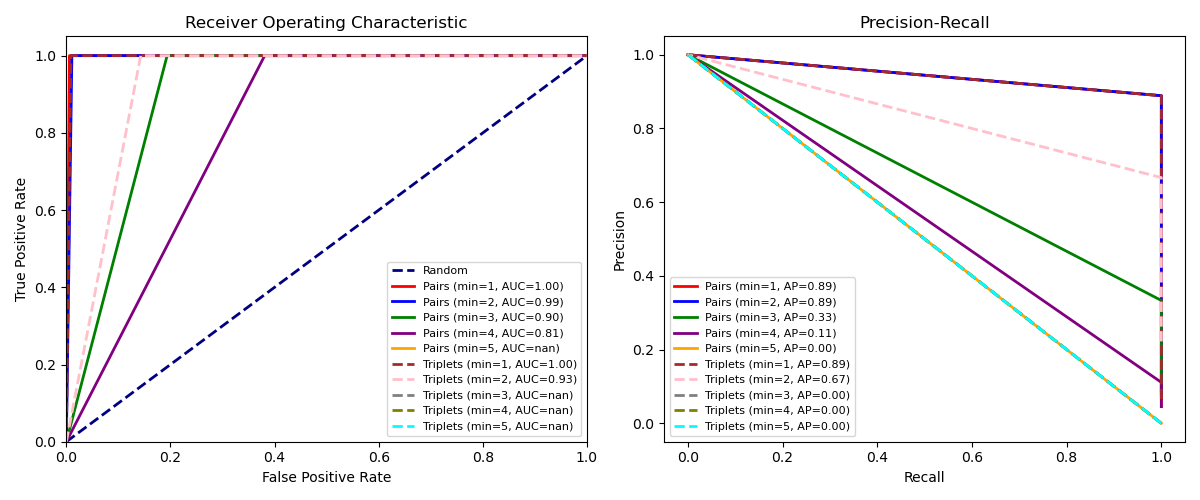 Receiver Operating Characteristic
1.0
0.8
0.6
0.4
0.2
0.0
0.0
0.2
0.4
0.6
0.8
1.0
True Positive Rate
False Positive Rate
Random
Pairs (min=1, AUC=1.00)
Pairs (min=2, AUC=0.99)
Pairs (min=3, AUC=0.90)
Pairs (min=4, AUC=0.81)
Pairs (min=5, AUC=nan)
Triplets (min=1, AUC=1.00)
Triplets (min=2, AUC=0.93)
Triplets (min=3, AUC=nan)
Triplets (min=4, AUC=nan)
Triplets (min=5, AUC=nan)
Precision-Recall
1.0
0.8
0.6
0.4
0.2
0.0
0.0
0.2
0.4
0.6
0.8
1.0
Precision
Recall
Pairs (min=1, AP=0.89)
Pairs (min=2, AP=0.89)
Pairs (min=3, AP=0.33)
Pairs (min=4, AP=0.11)
Pairs (min=5, AP=0.00)
Triplets (min=1, AP=0.89)
Triplets (min=2, AP=0.67)
Triplets (min=3, AP=0.00)
Triplets (min=4, AP=0.00)
Triplets (min=5, AP=0.00)